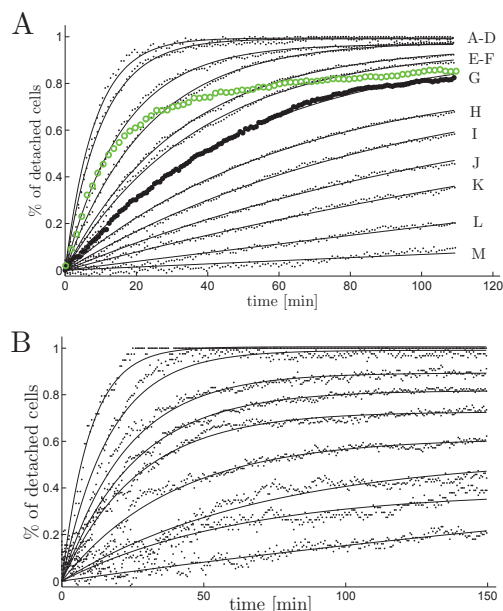 A
1
0.8
0.6
0.4
0.2
0
% of detached cells
0 20 40 60 80 100 120
time [min]
A-D
E-F
G
H
I
J
K
L
M
B
1
0.8
0.6
0.4
0.2
0
% of detached cells
0 50 100 150
time [min]